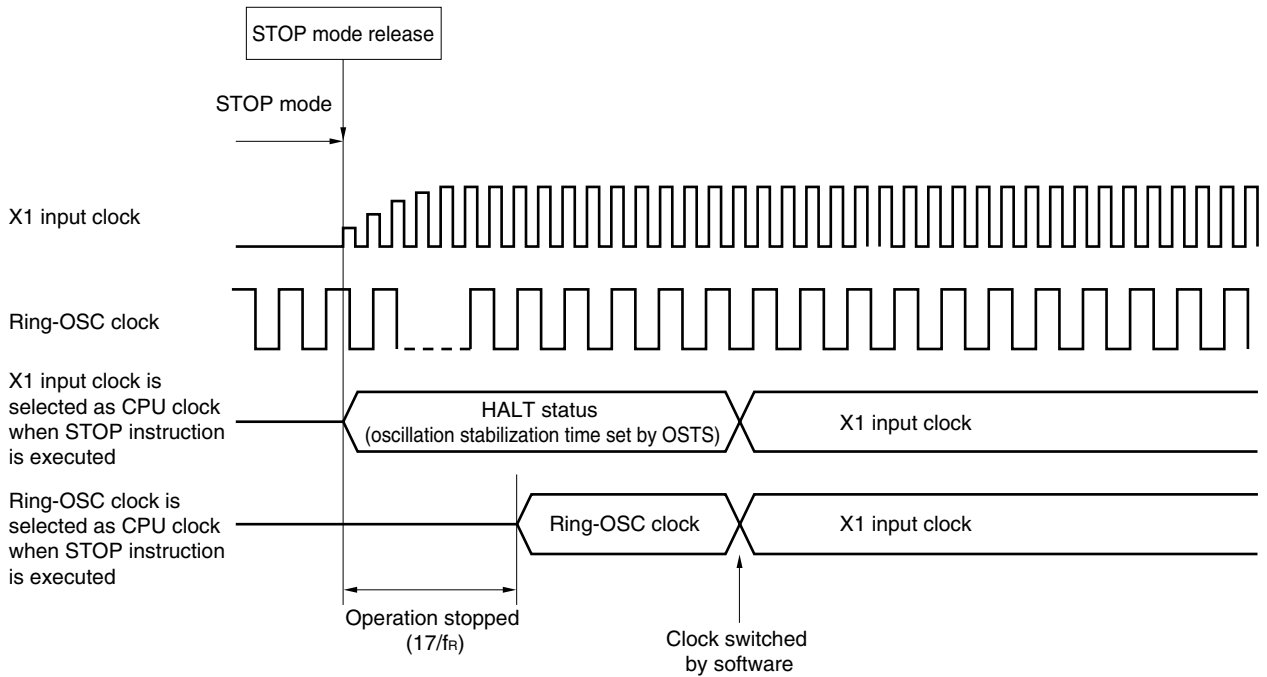 STOP mode release
STOP mode
X1 input clock
Ring-OSC clock
X1 input clock is
selected as CPU clock
when STOP instruction
is executed
HALT status
(oscillation stabilization time set by OSTS)
X1 input clock
Ring-OSC clock is
selected as CPU clock
when STOP instruction
is executed
Ring-OSC clock
X1 input clock
Operation stopped
(17/fR)
Clock switched
by software